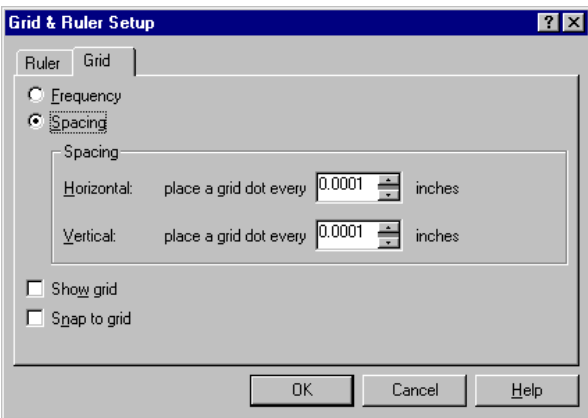 Grid & Ruler Setup
Ruler Grid
Frequency
Spacing
Spacing
Horizontal: place a grid dot every 0.0001 inches
Vertical: place a grid dot every 0.0001 inches
Show grid
Snap to grid
OK Cancel Help